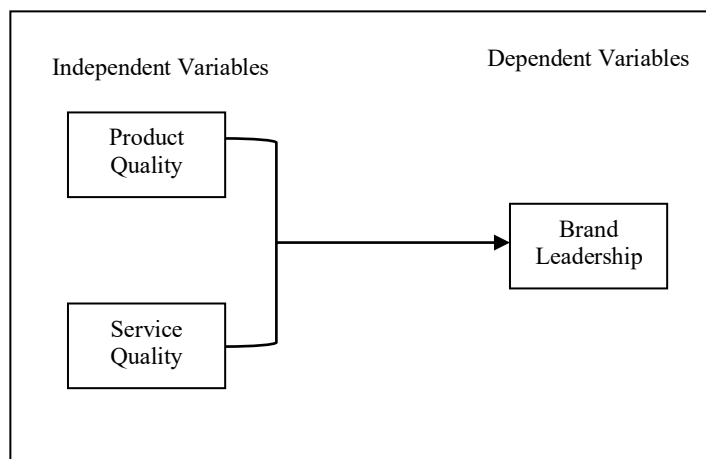 Independent Variables
Dependent Variables
Product
Quality
Brand
Leadership
Service
Quality